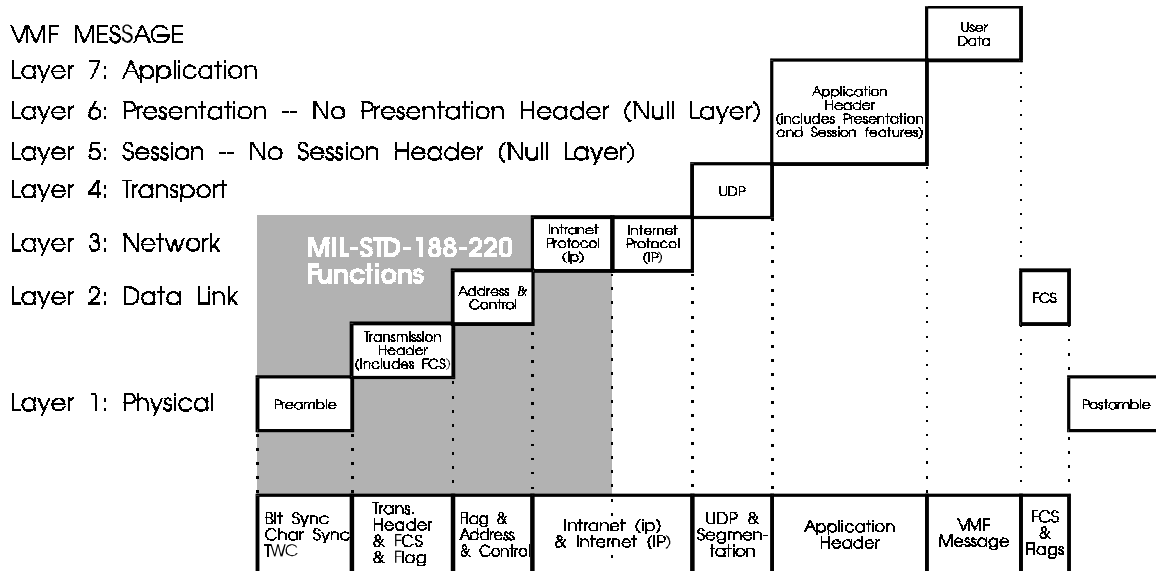 VMF MESSAGE
User
Data
Layer 7: Application
Layer 6: Presentation -- No Presentation Header (Null Layer)
Application
Header
(includes Presentation
and Session features)
Layer 5: Session -- No Session Header (Null Layer)
Layer 4: Transport
UDP
Layer 3: Network
MIL-STD-188-220
Functions
Intranet
Protocol
(ip)
Internet
Protocol
(IP)
Layer 2: Data Link
Address &
Control
FCS
Transmission
Header
(includes FCS)
Layer 1: Physical
Preamble
Postamble
Bit Sync
Char Sync
TWC
Trans.
Header
& FCS
& Flag
Flag &
Address
& Control
Intranet (ip)
& Internet (IP)
UDP &
Segmen-
tation
Application
Header
VMF
Message
FCS
&
Flags